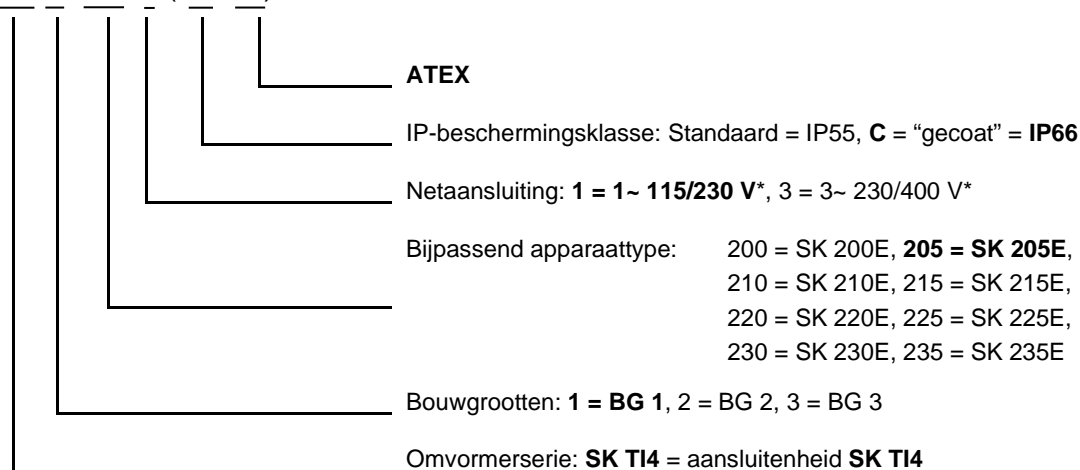 ATEX
IP-beschermingsklasse: Standaard = IP55, C = “gecoat” = IP66
Netaansluiting: 1 = 1~ 115/230 V*, 3 = 3~ 230/400 V*
Bijpassend apparaattype: 200 = SK 200E, 205 = SK 205E,
210 = SK 210E, 215 = SK 215E,
220 = SK 220E, 225 = SK 225E,
230 = SK 230E, 235 = SK 235E
Bouwgrootten: 1 = BG 1, 2 = BG 2, 3 = BG 3
Omvormerserie: SK TI4 = aansluitenheid SK TI4